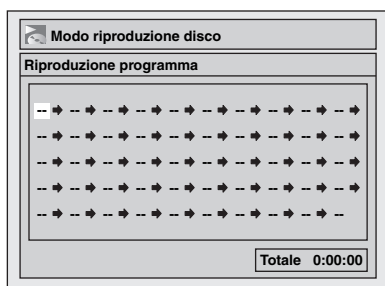 Modo riproduzione disco
Riproduzione programma
-- ➡ -- ➡ -- ➡ -- ➡ -- ➡ -- ➡ -- ➡ -- ➡ -- ➡ -- ➡
-- ➡ -- ➡ -- ➡ -- ➡ -- ➡ -- ➡ -- ➡ -- ➡ -- ➡ -- ➡
-- ➡ -- ➡ -- ➡ -- ➡ -- ➡ -- ➡ -- ➡ -- ➡ -- ➡ -- ➡
-- ➡ -- ➡ -- ➡ -- ➡ -- ➡ -- ➡ -- ➡ -- ➡ -- ➡ -- ➡
-- ➡ -- ➡ -- ➡ -- ➡ -- ➡ -- ➡ -- ➡ -- ➡ -- ➡ --
Totale 0:00:00